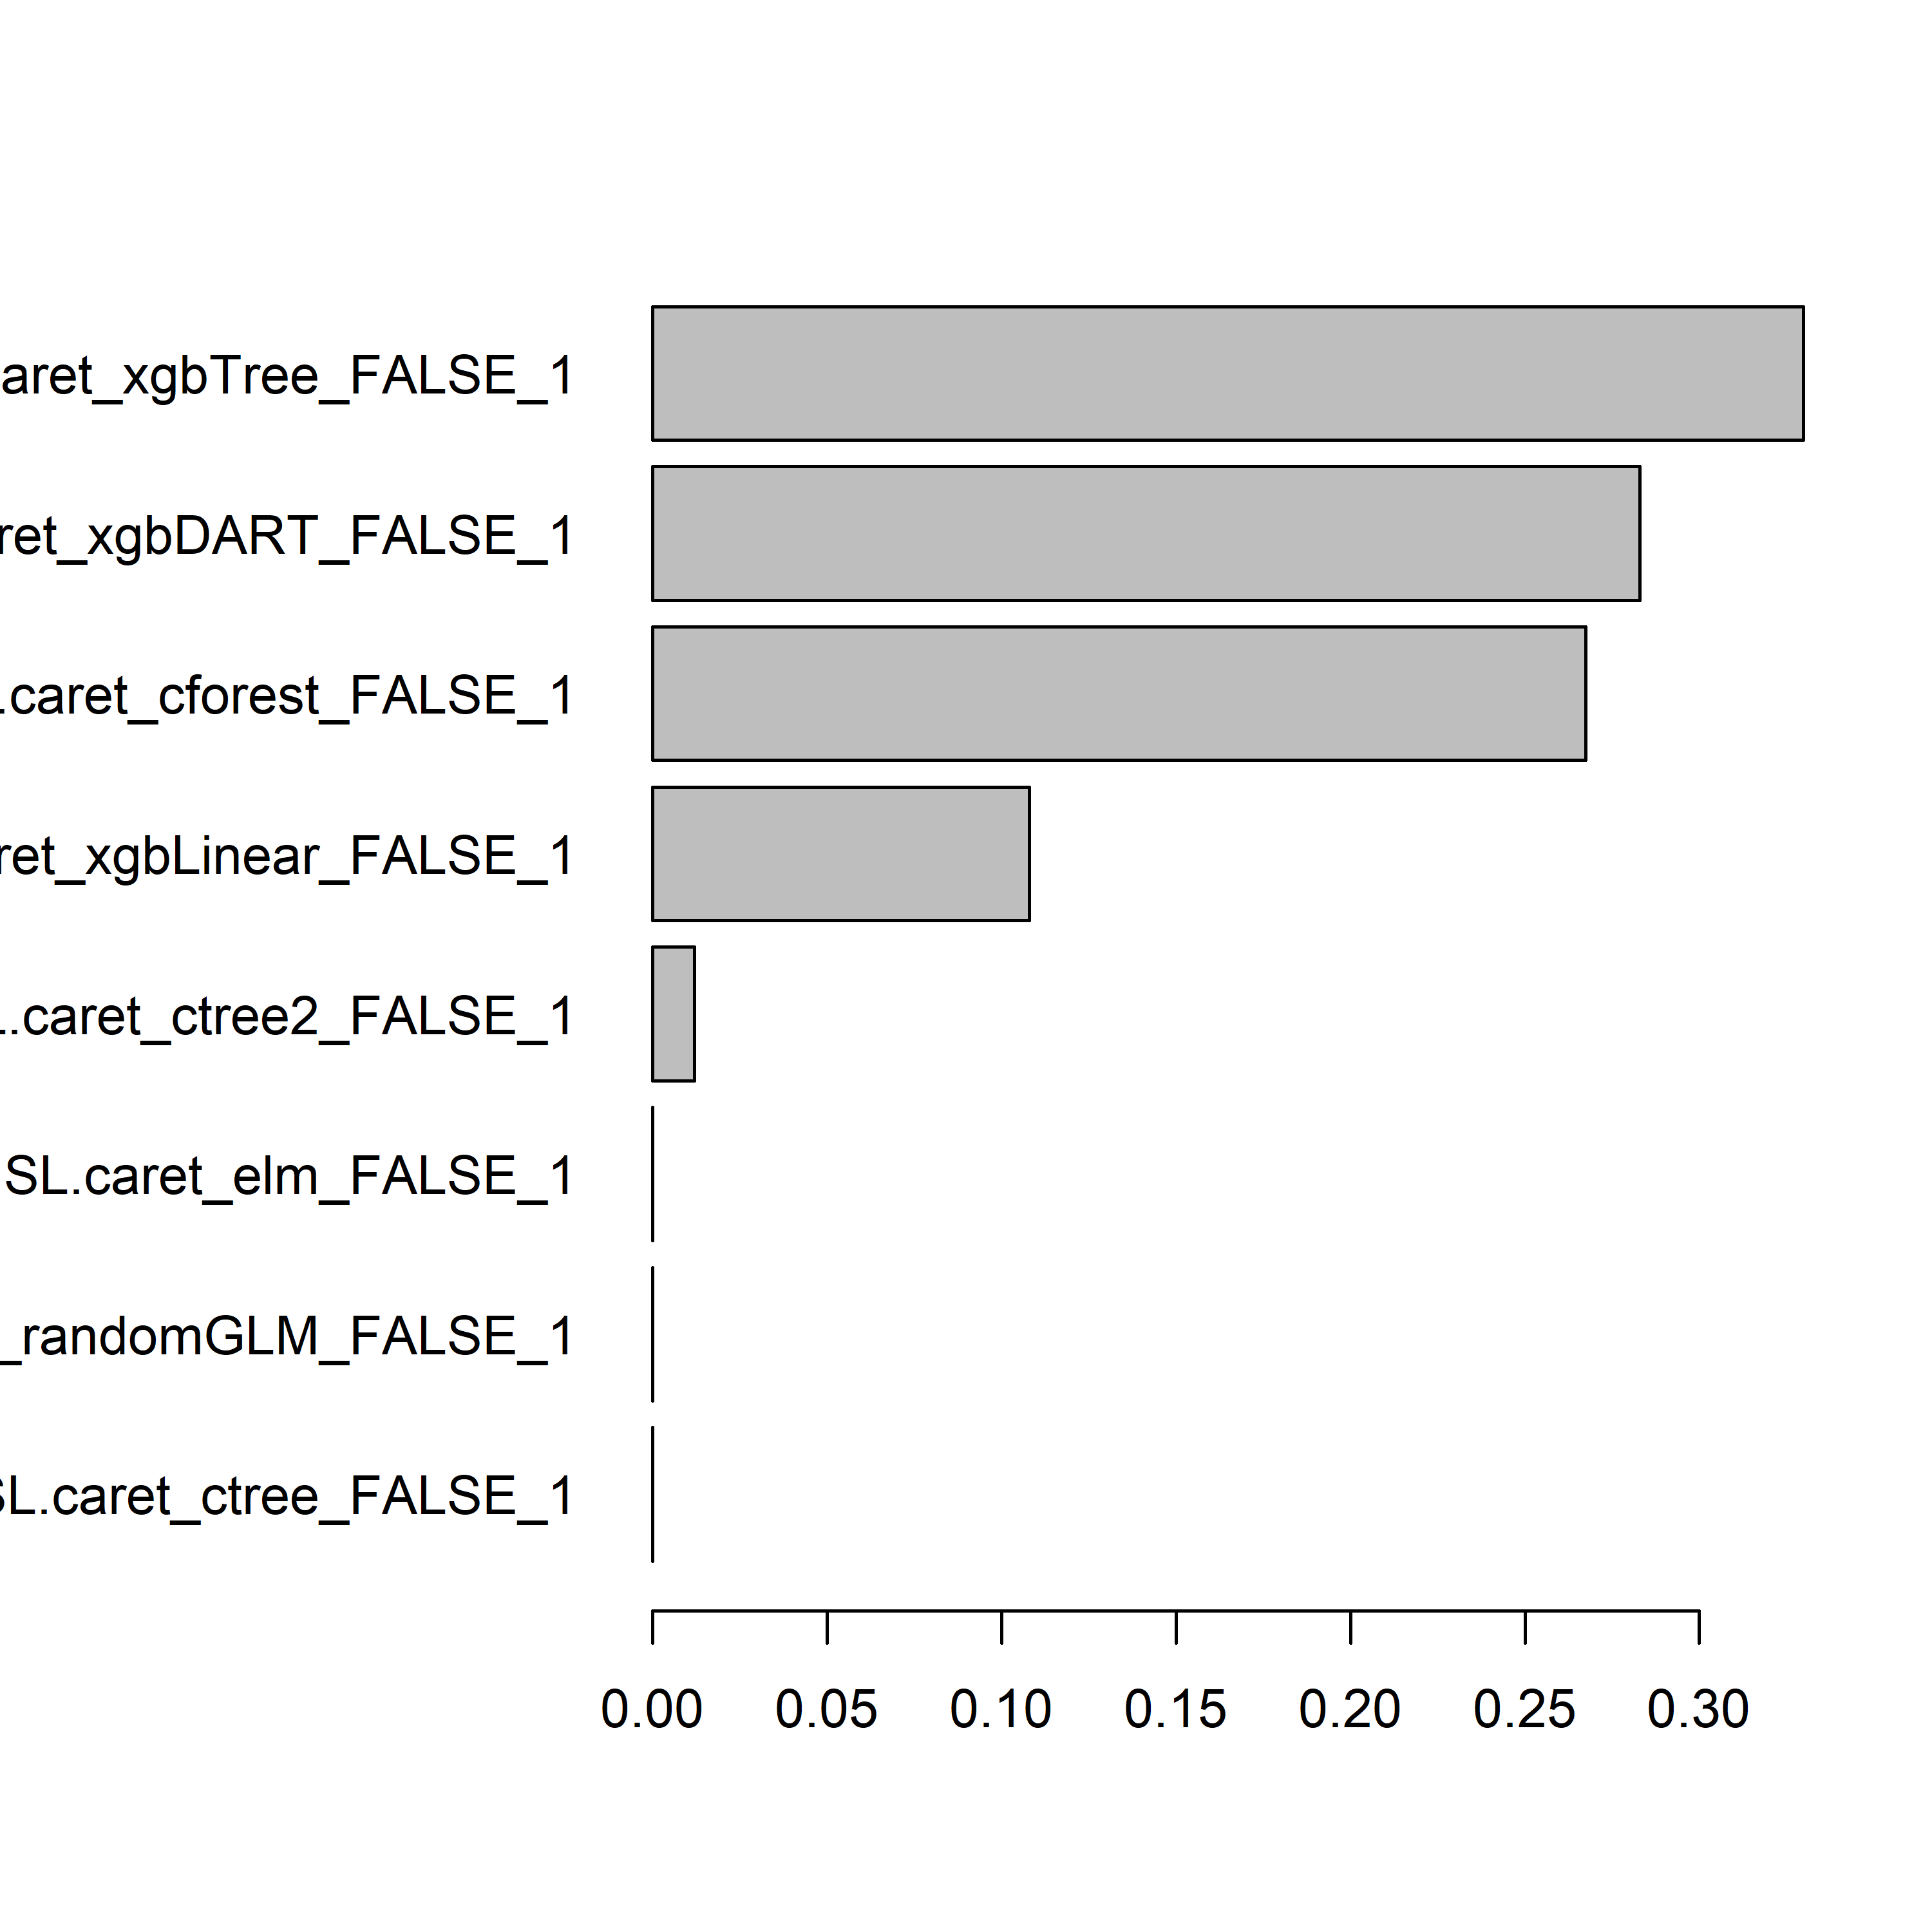 aret_xgbTree_FALSE_1
ret_xgbDART_FALSE_1
.caret_cforest_FALSE_1
ret_xgbLinear_FALSE_1
L.caret_ctree2_FALSE_1
SL.caret_elm_FALSE_1
_randomGLM_FALSE_1
SL.caret_ctree_FALSE_1
0.00 0.05 0.10 0.15 0.20 0.25 0.30